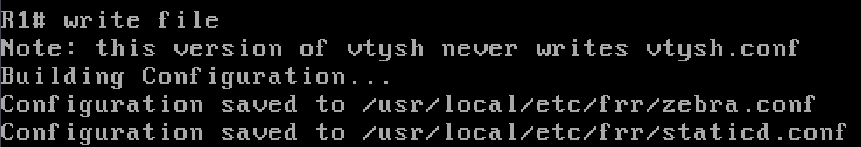 R1# write file
Note: this version of vtysh never writes vtysh.conf
Building Configuration...
Configuration saved to /usr/local/etc/frr/zebra.conf
Configuration saved to /usr/local/etc/frr/staticd.conf